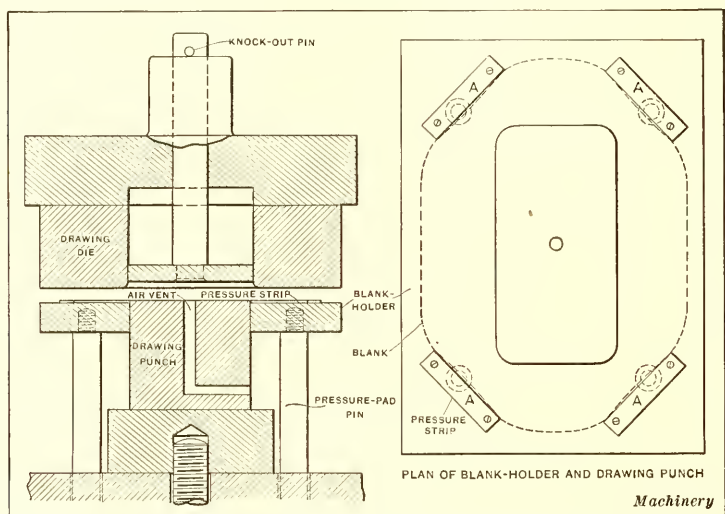 KNOCK-OUT PIN
DRAWING
DIE
AIR VENT
PRESSURE STRIP
BLANK-
HOLDER
DRAWING
PUNCH
BLANK
PRESSURE-PAD
PIN
A
A
A
A
PRESSURE
STRIP
PLAN OF BLANK-HOLDER AND DRAWING PUNCH
Machinery